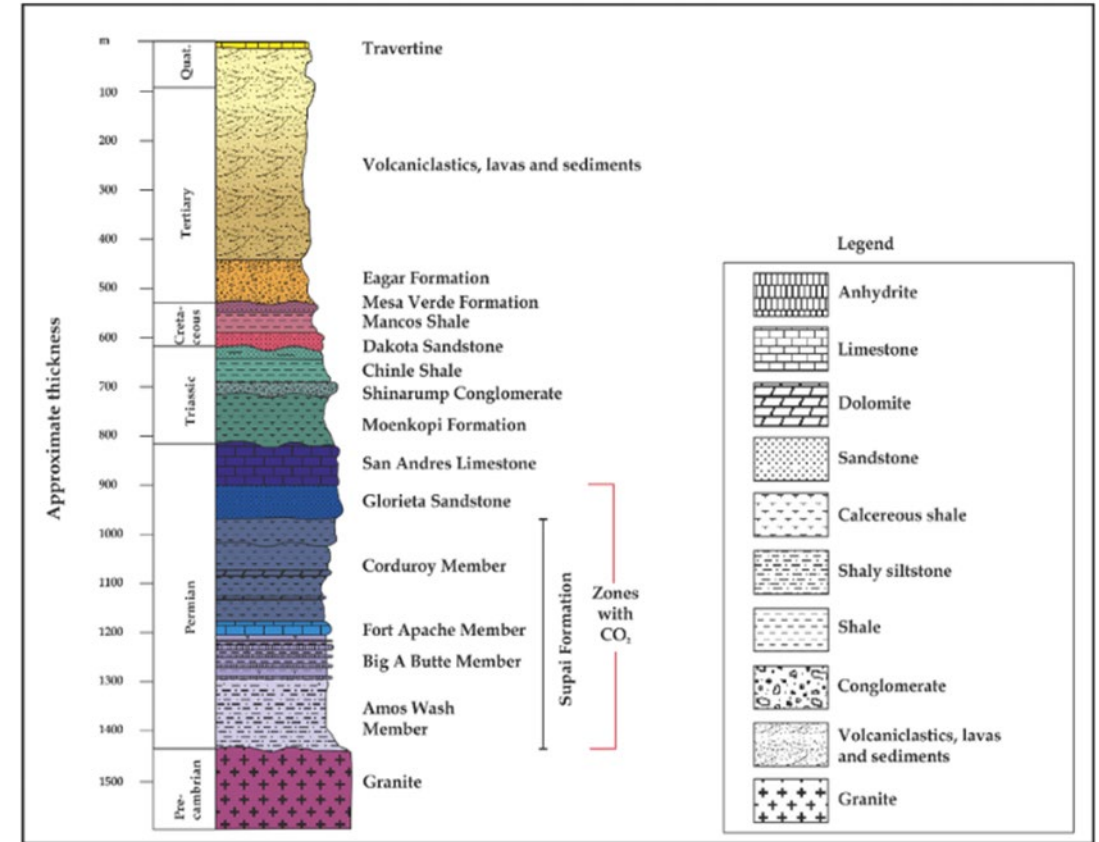 m
100
200
300
400
500
600
700
800
900
1000
1100
1200
1300
1400
1500
Approximate thickness
Quat.
Tertiary
Creta-
ceous
Triassic
Permian
Pre-
cambrian
Travertine
Volcaniclastics, lavas and sediments
Eagar Formation
Mesa Verde Formation
Mancos Shale
Dakota Sandstone
Chinle Shale
Shinarump Conglomerate
Moenkopi Formation
San Andres Limestone
Glorieta Sandstone
Corduroy Member
Fort Apache Member
Big A Butte Member
Amos Wash
Member
Granite
Supai Formation
Zones
with
CO₂
Legend
Anhydrite
Limestone
Dolomite
Sandstone
Calcereous shale
Shaly siltstone
Shale
Conglomerate
Volcaniclastics, lavas
and sediments
Granite